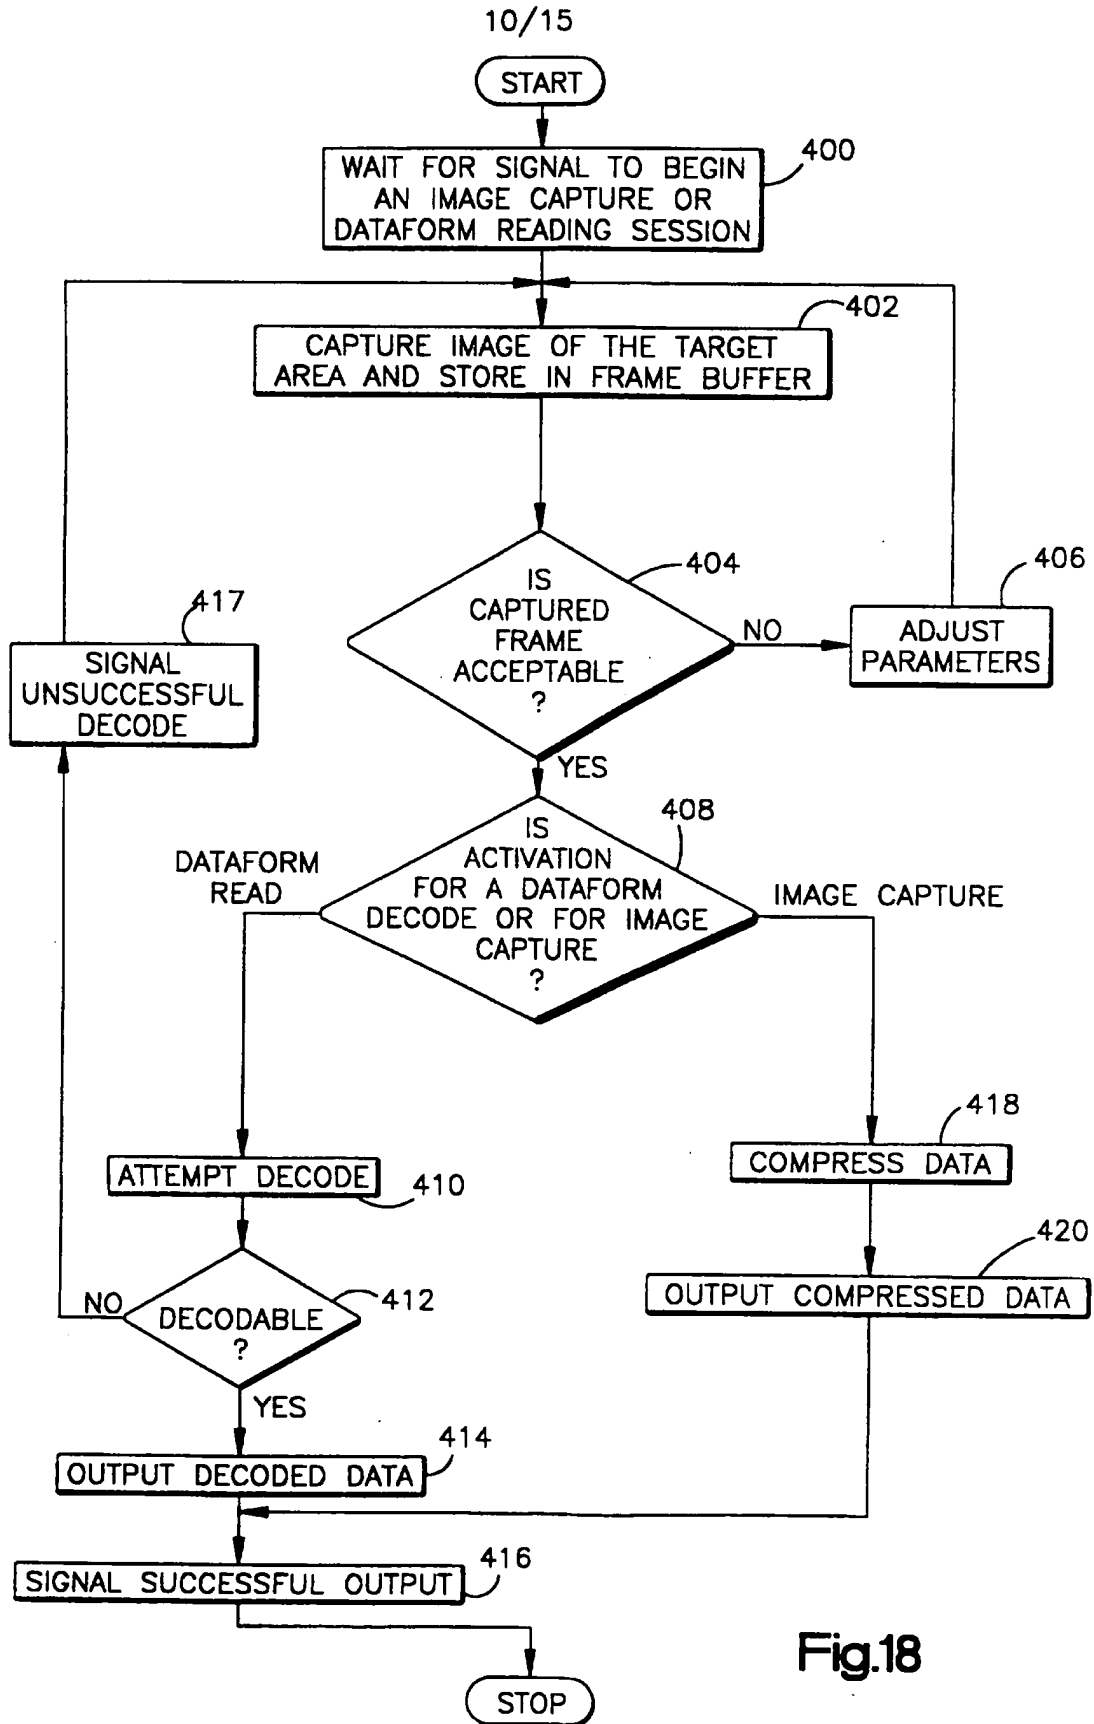 10/15
START
400
WAIT FOR SIGNAL TO BEGIN
AN IMAGE CAPTURE OR
DATAFORM READING SESSION
402
CAPTURE IMAGE OF THE TARGET
AREA AND STORE IN FRAME BUFFER
404
IS
CAPTURED
FRAME
ACCEPTABLE
?
NO
406
ADJUST
PARAMETERS
417
SIGNAL
UNSUCCESSFUL
DECODE
YES
408
IS
ACTIVATION
FOR A DATAFORM
DECODE OR FOR IMAGE
CAPTURE
?
DATAFORM
READ
IMAGE CAPTURE
ATTEMPT DECODE
410
418
COMPRESS DATA
420
OUTPUT COMPRESSED DATA
412
DECODABLE
?
NO
YES
414
OUTPUT DECODED DATA
416
SIGNAL SUCCESSFUL OUTPUT
STOP
Fig.18